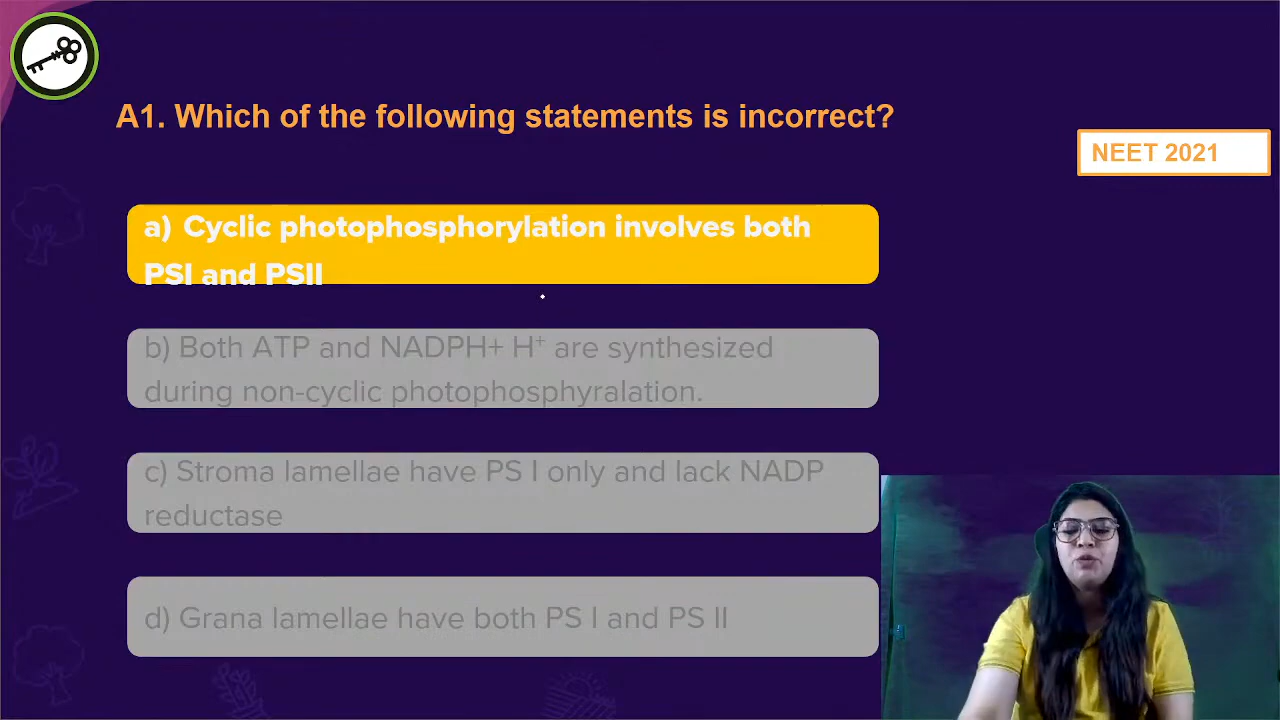 A1. Which of the following statements is incorrect?
NEET 2021
a) Cyclic photophosphorylation involves both
PSI and PSII
b) Both ATP and NADPH+ H⁺ are synthesized
during non-cyclic photophosphyralation.
c) Stroma lamellae have PS I only and lack NADP
reductase
d) Grana lamellae have both PS I and PS II